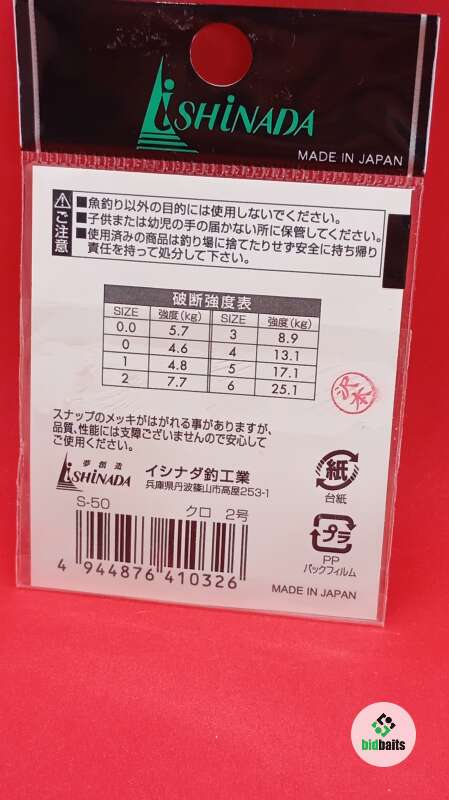 ISHINADA
MADE IN JAPAN
ご注意
■魚釣り以外の目的には使用しないでください。
■子供または幼児の手の届かない所に保管してください。
■使用済みの商品は釣り場に捨てたりせず安全に持ち帰り
責任を持って処分して下さい。
破断強度表
SIZE 強度(kg) SIZE 強度(kg)
0.0 5.7 3 8.9
0 4.6 4 13.1
1 4.8 5 17.1
2 7.7 6 25.1
沢本
スナップのメッキがはがれる事がありますが、
品質、性能には支障ございませんので安心して
ご使用ください。
夢創造
ISHINADA
イシナダ釣工業
兵庫県丹波篠山市高屋253-1
紙
台紙
S-50 クロ 2号
4 944876 410326
プラ
PP
パックフィルム
MADE IN JAPAN
bidbaits